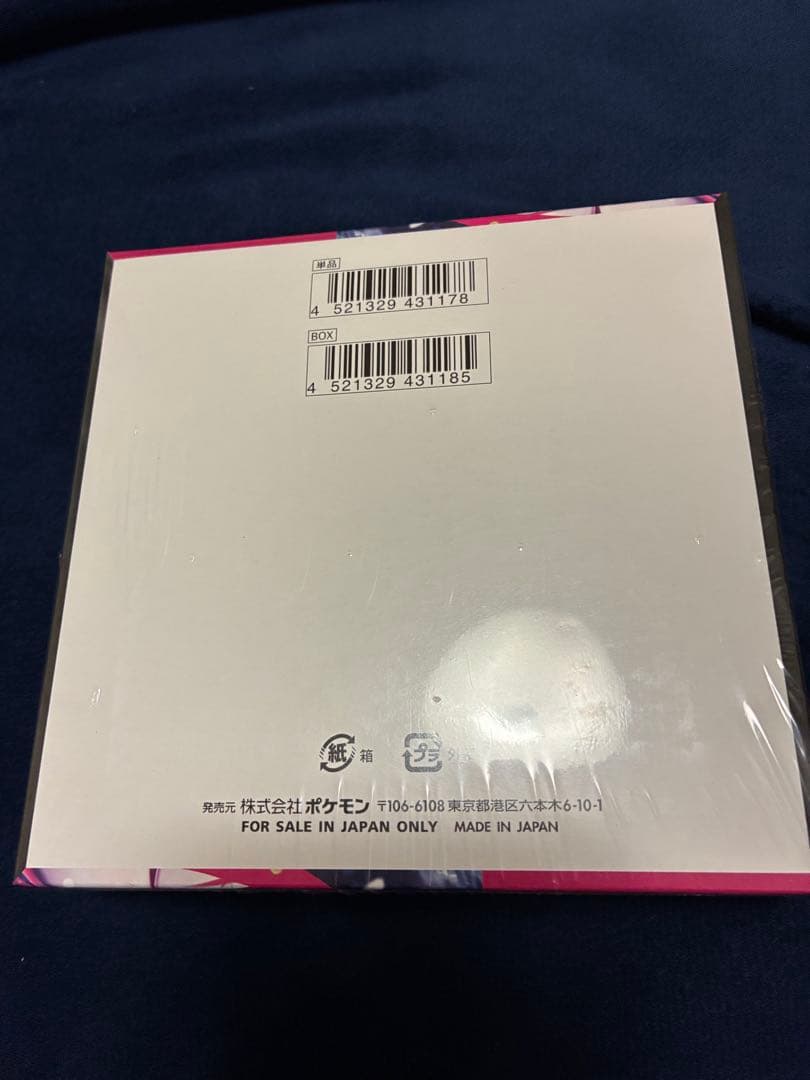 単品
4 521329 431178
BOX
4 521329 431185
紙 箱
プラ
発売元 株式会社 ポケモン 〒106-6108 東京都港区六本木6-10-1
FOR SALE IN JAPAN ONLY MADE IN JAPAN